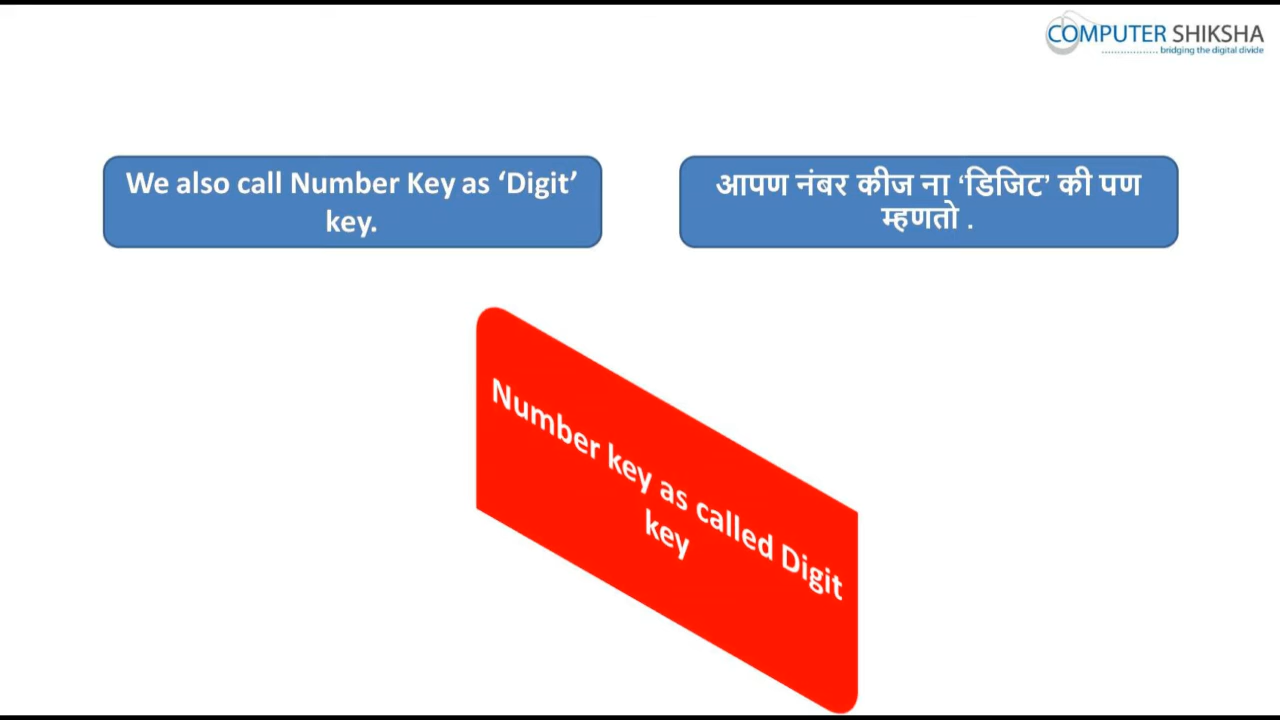 COMPUTER SHIKSHA
bridging the digital divide
We also call Number Key as ‘Digit’
key.
आपण नंबर कीज ना ‘डिजिट’ की पण
म्हणतो .
Number key as called Digit
key